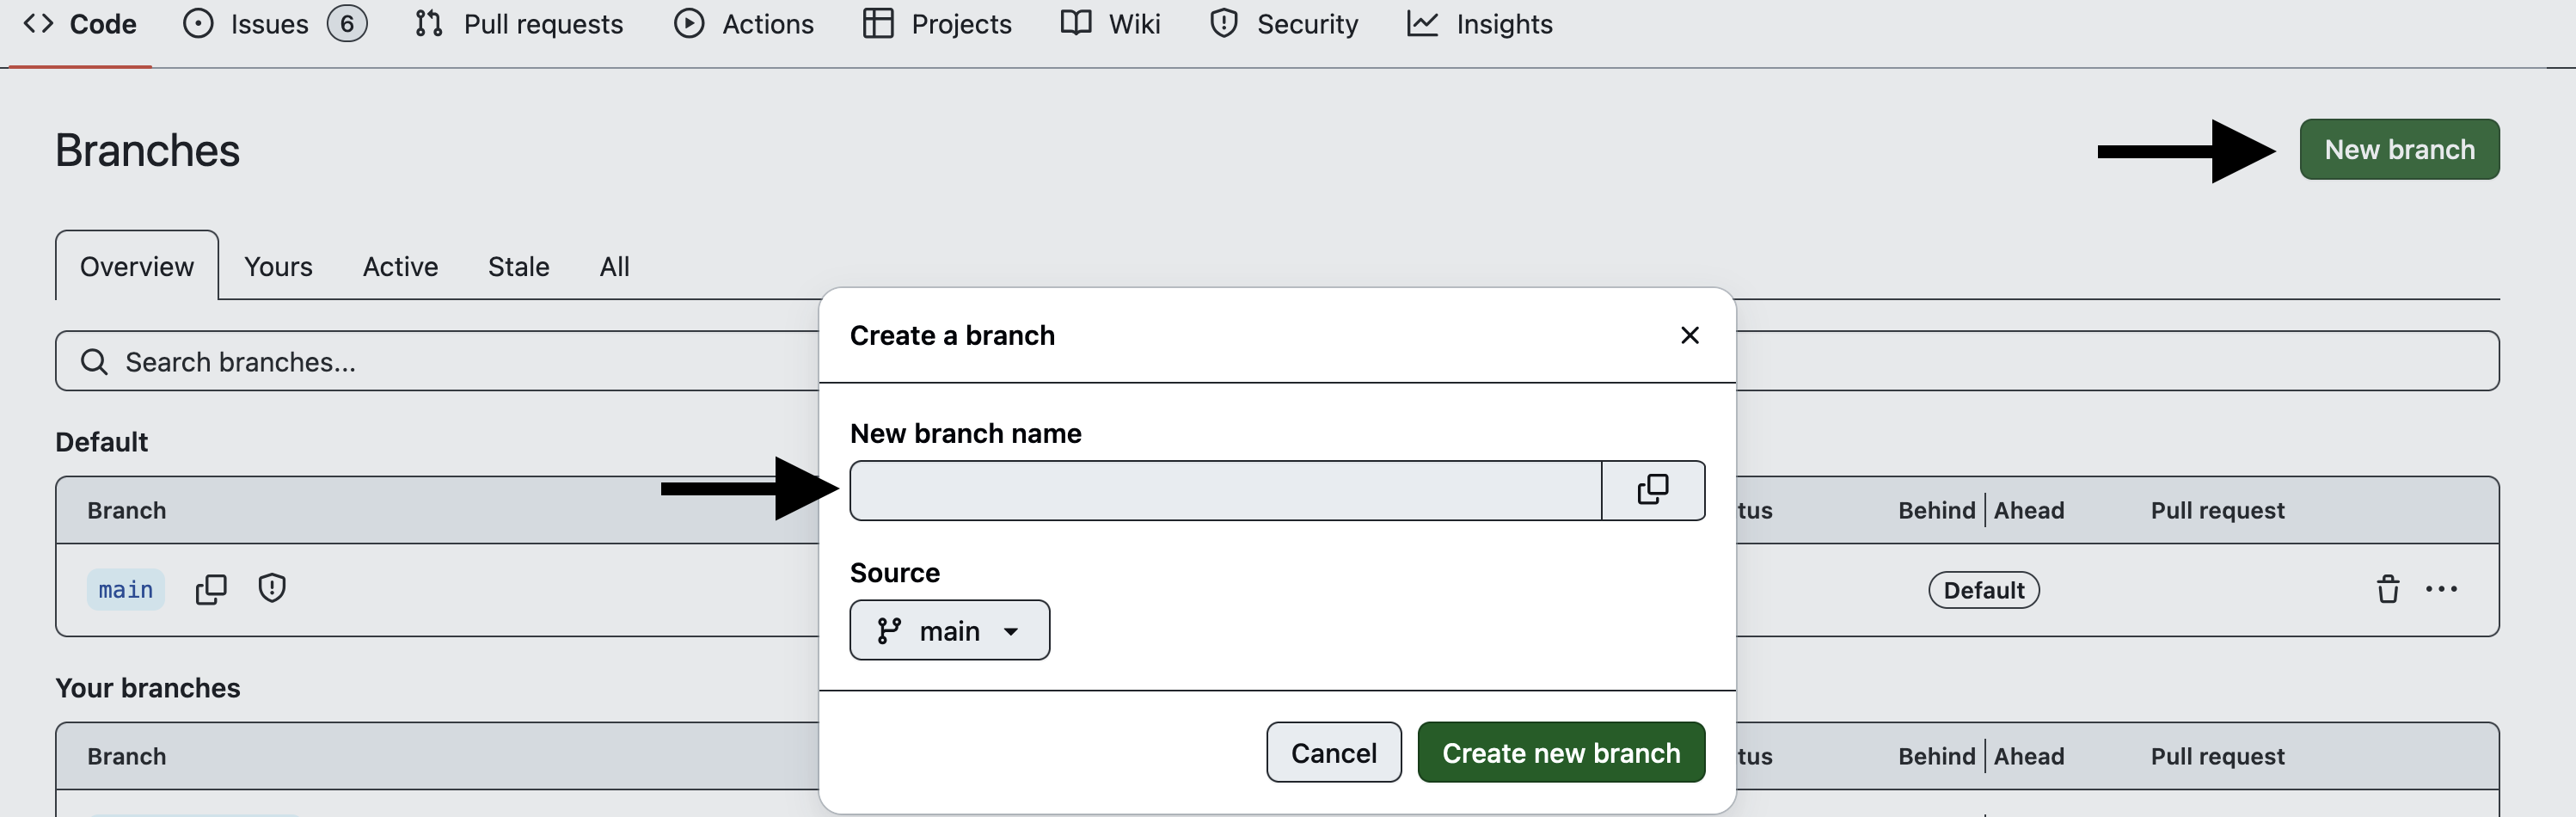 Code Issues 6 Pull requests Actions Projects Wiki Security Insights
Branches
New branch
Overview Yours Active Stale All
Search branches...
Default
Branch
Behind Ahead Pull request
main
Default
Your branches
Branch
Behind Ahead Pull request
Create a branch
New branch name
Source
main
Cancel Create new branch